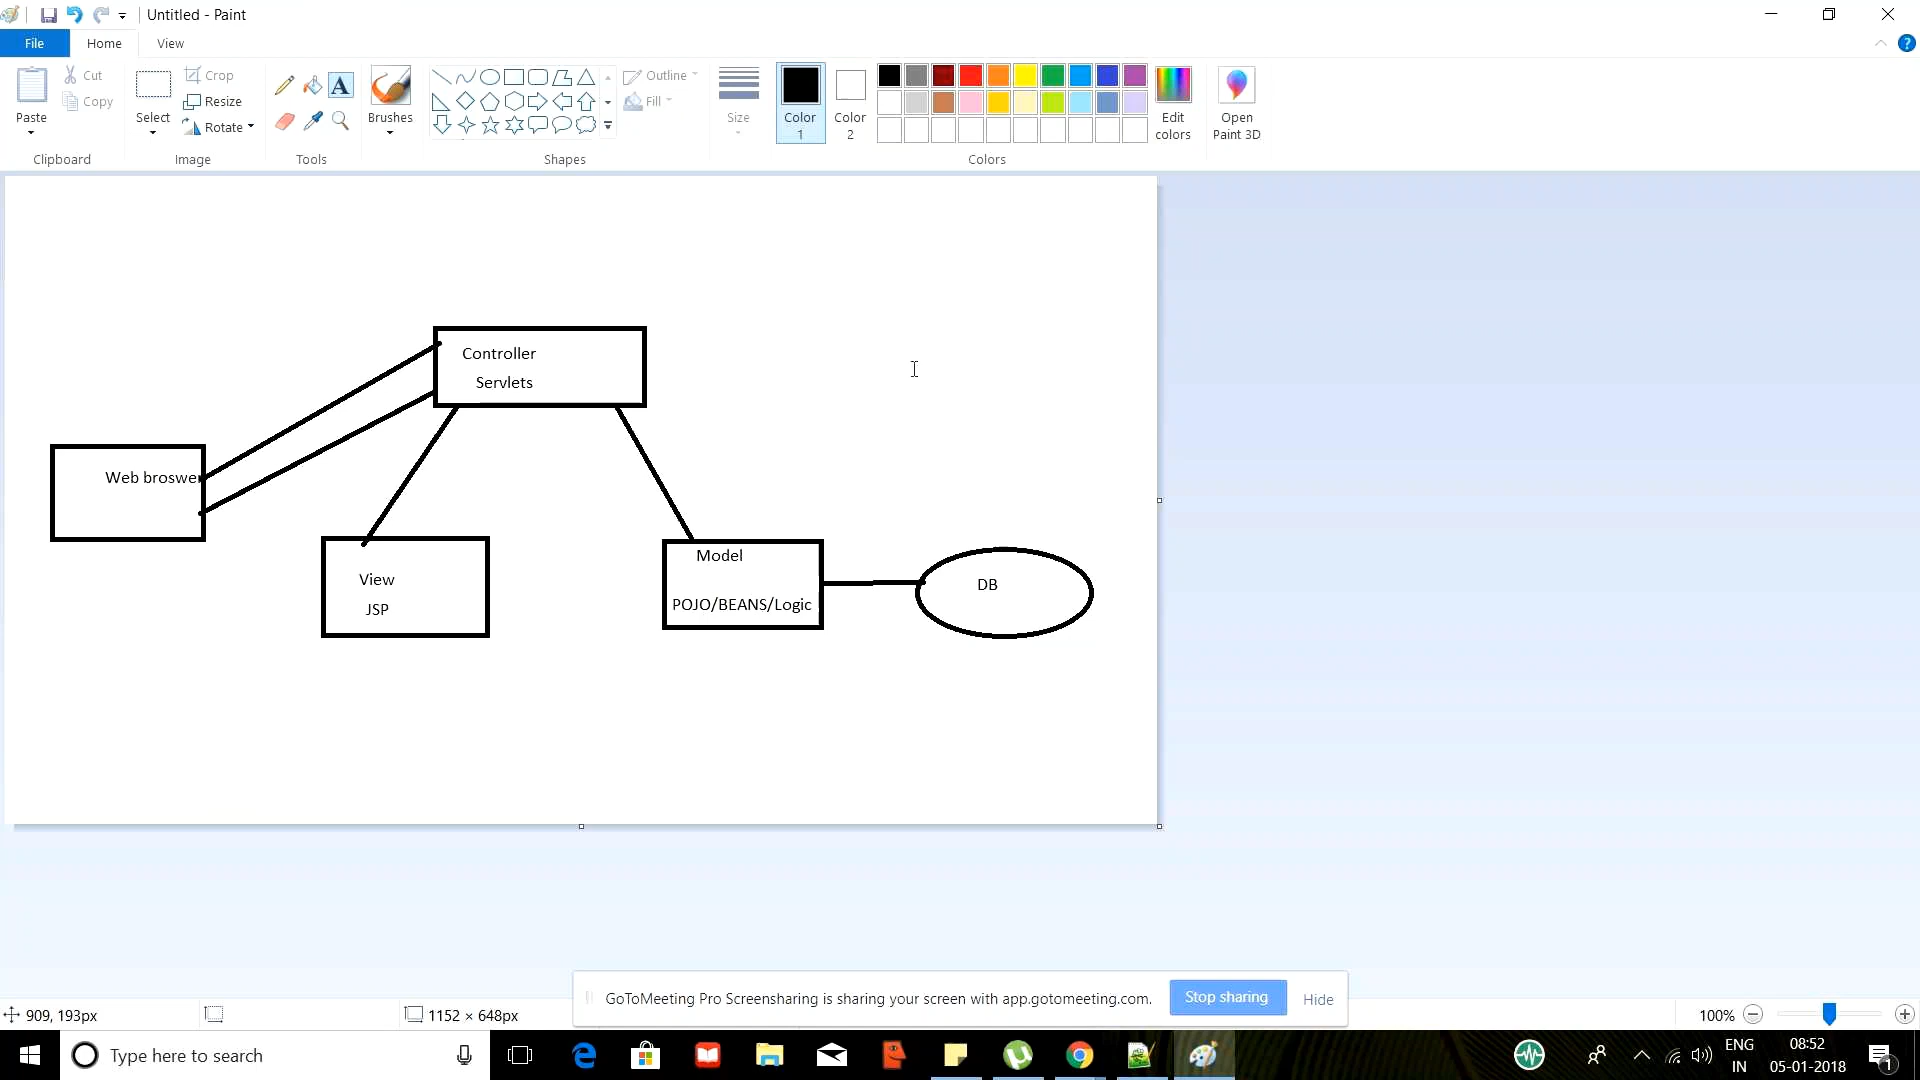 Untitled - Paint
File Home View
Paste
Cut
Copy
Clipboard
Select
Crop
Resize
Rotate
Image
Tools
Brushes
Shapes
Outline
Fill
Size
Color 1
Color 2
Colors
Edit colors
Open Paint 3D
Controller
Servlets
Web broswer
View
JSP
Model
POJO/BEANS/Logic
DB
GoToMeeting Pro Screensharing is sharing your screen with app.gotomeeting.com. Stop sharing Hide
909, 193px
1152 × 648px
100%
Type here to search
ENG
IN
08:52
05-01-2018
1